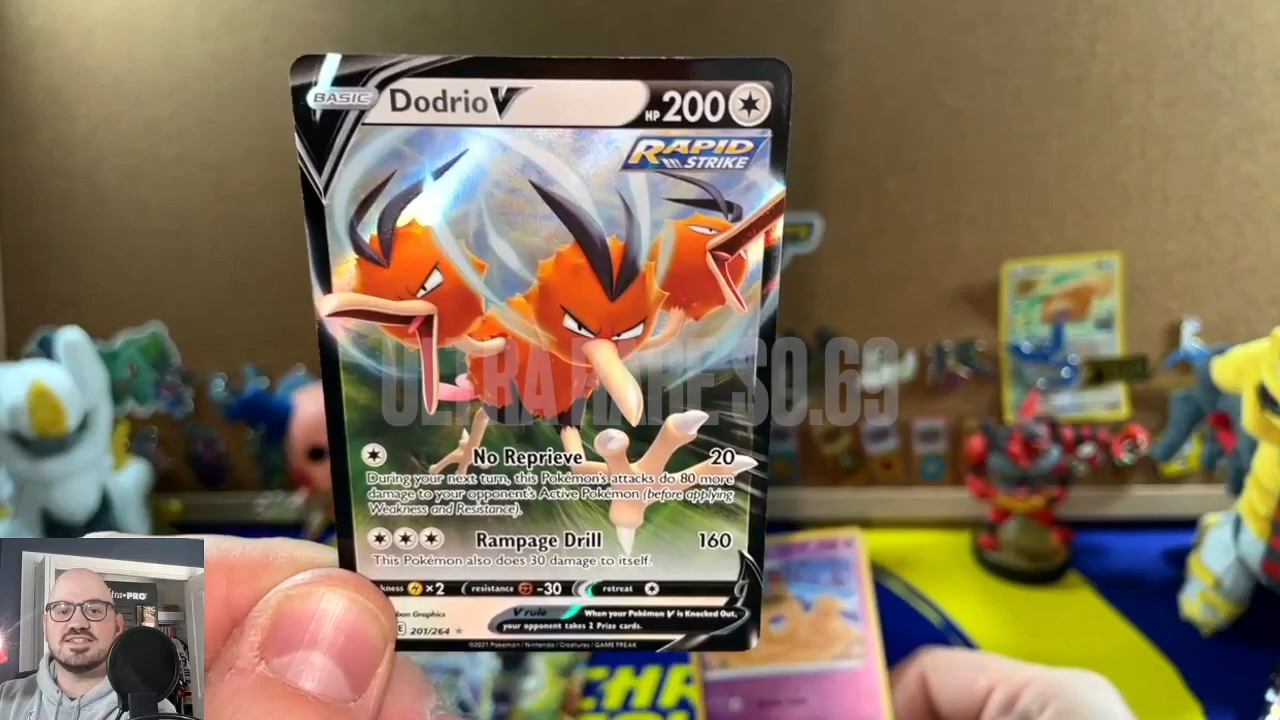 BASIC Dodrio V HP 200
RAPID
STRIKE
ULTRA RARE $0.69
No Reprieve 20
During your next turn, this Pokémon's attacks do 80 more
damage to your opponent's Active Pokémon (before applying
Weakness and Resistance).
Rampage Drill 160
This Pokémon also does 30 damage to itself.
kness ×2 resistance -30 retreat
V rule When your Pokémon V is Knocked Out,
your opponent takes 2 Prize cards.
Graphics
E 201/264
©2021 Pokémon / Nintendo / Creatures / GAME FREAK
PRO